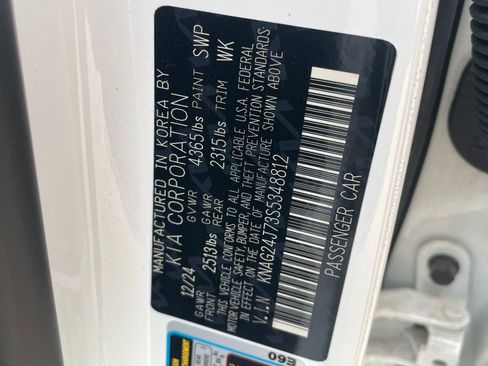 MANUFACTURED IN KOREA BY
KIA CORPORATION
12/24 GVWR 4365lbs PAINT SWP
GAWR FRONT 2513lbs GAWR REAR 2315lbs TRIM WK
THIS VEHICLE CONFORMS TO ALL APPLICABLE U.S.A. FEDERAL
MOTOR VEHICLE SAFETY, BUMPER, AND THEFT PREVENTION STANDARDS
IN EFFECT ON THE DATE OF MANUFACTURE SHOWN ABOVE
V.I.N KNAG24J73S5348812
PASSENGER CAR
E60